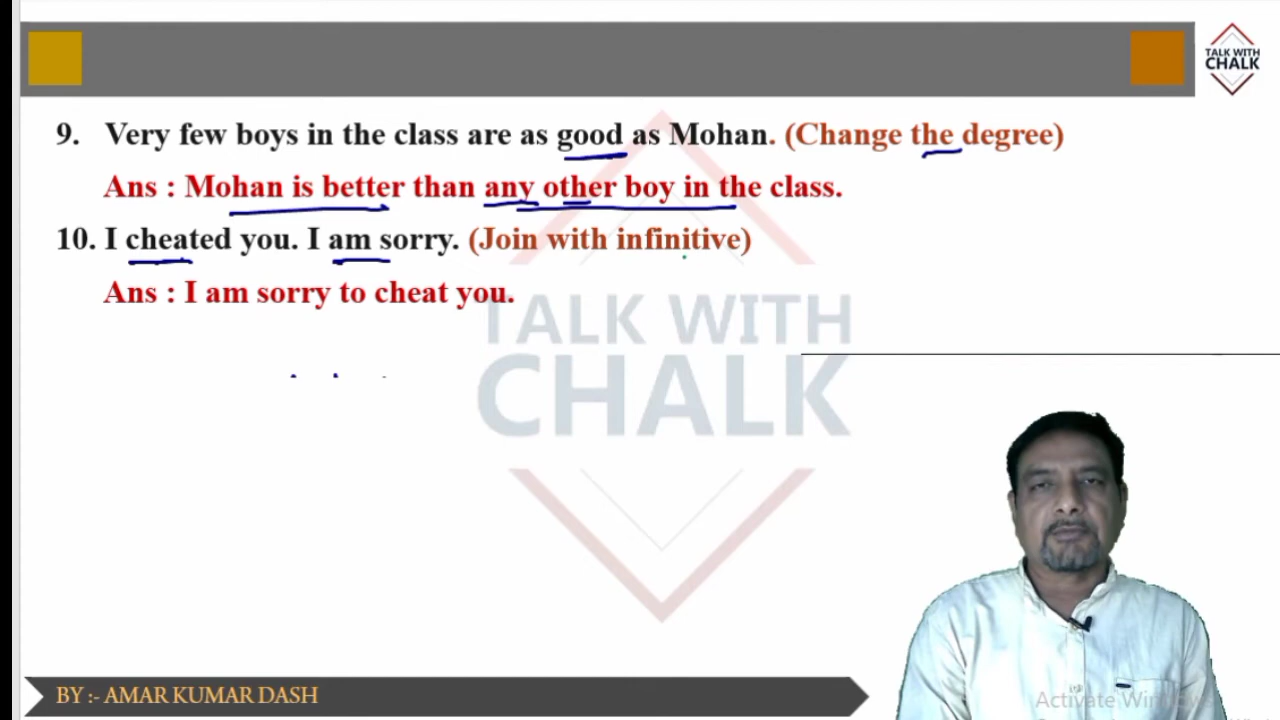 TALK WITH
CHALK
9. Very few boys in the class are as good as Mohan. (Change the degree)
Ans : Mohan is better than any other boy in the class.
10. I cheated you. I am sorry. (Join with infinitive)
Ans : I am sorry to cheat you.
TALK WITH
CHALK
BY :- AMAR KUMAR DASH
Activate Windows